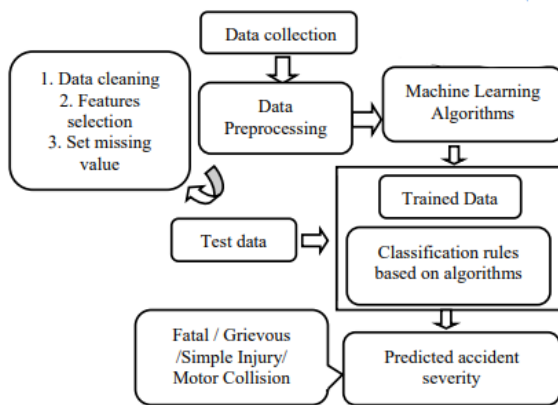 Data collection
1. Data cleaning
2. Features
selection
3. Set missing
value
Data
Preprocessing
Machine Learning
Algorithms
Trained Data
Test data
Classification rules
based on algorithms
Fatal / Grievous
/Simple Injury/
Motor Collision
Predicted accident
severity